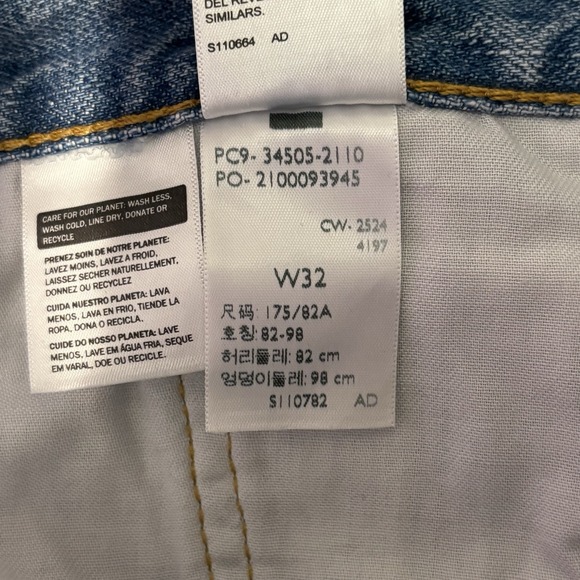 SIMILARS.
S110664 AD
CARE FOR OUR PLANET: WASH LESS,
WASH COLD, LINE DRY, DONATE OR
RECYCLE
PRENEZ SOIN DE NOTRE PLANETE:
LAVEZ MOINS, LAVEZ A FROID,
LAISSEZ SECHER NATURELLEMENT,
DONNEZ OU RECYCLEZ
CUIDA NUESTRO PLANETA: LAVA
MENOS, LAVA EN FRIO, TIENDE LA
ROPA, DONA O RECICLA.
CUIDE DO NOSSO PLANETA: LAVE
MENOS, LAVE EM ÁGUA FRIA, SEQUE
EM VARAL, DOE OU RECICLE.
PC9- 34505-2110
PO- 2100093945
CW- 2524
4197
W32
尺码: 175/82A
호칭: 82-98
허리둘레: 82 cm
엉덩이둘레: 98 cm
S110782 AD